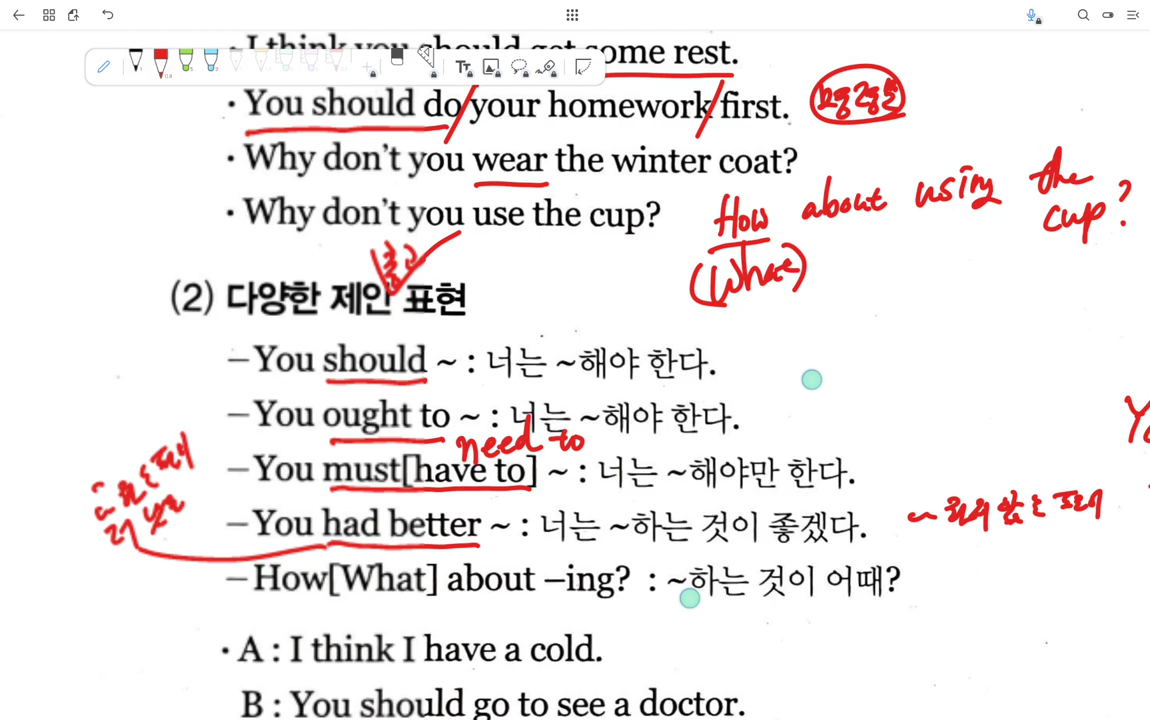 · I think you should get some rest.
· You should do your homework first.
· Why don't you wear the winter coat?
· Why don't you use the cup?
How about using the cup?
(What)
(2) 다양한 제안 표현
– You should ~ : 너는 ~해야 한다.
– You ought to ~ : 너는 ~해야 한다.
need to
– You must[have to] ~ : 너는 ~해야만 한다.
– You had better ~ : 너는 ~하는 것이 좋겠다.
– How[What] about –ing? : ~하는 것이 어때?
· A : I think I have a cold.
B : You should go to see a doctor.